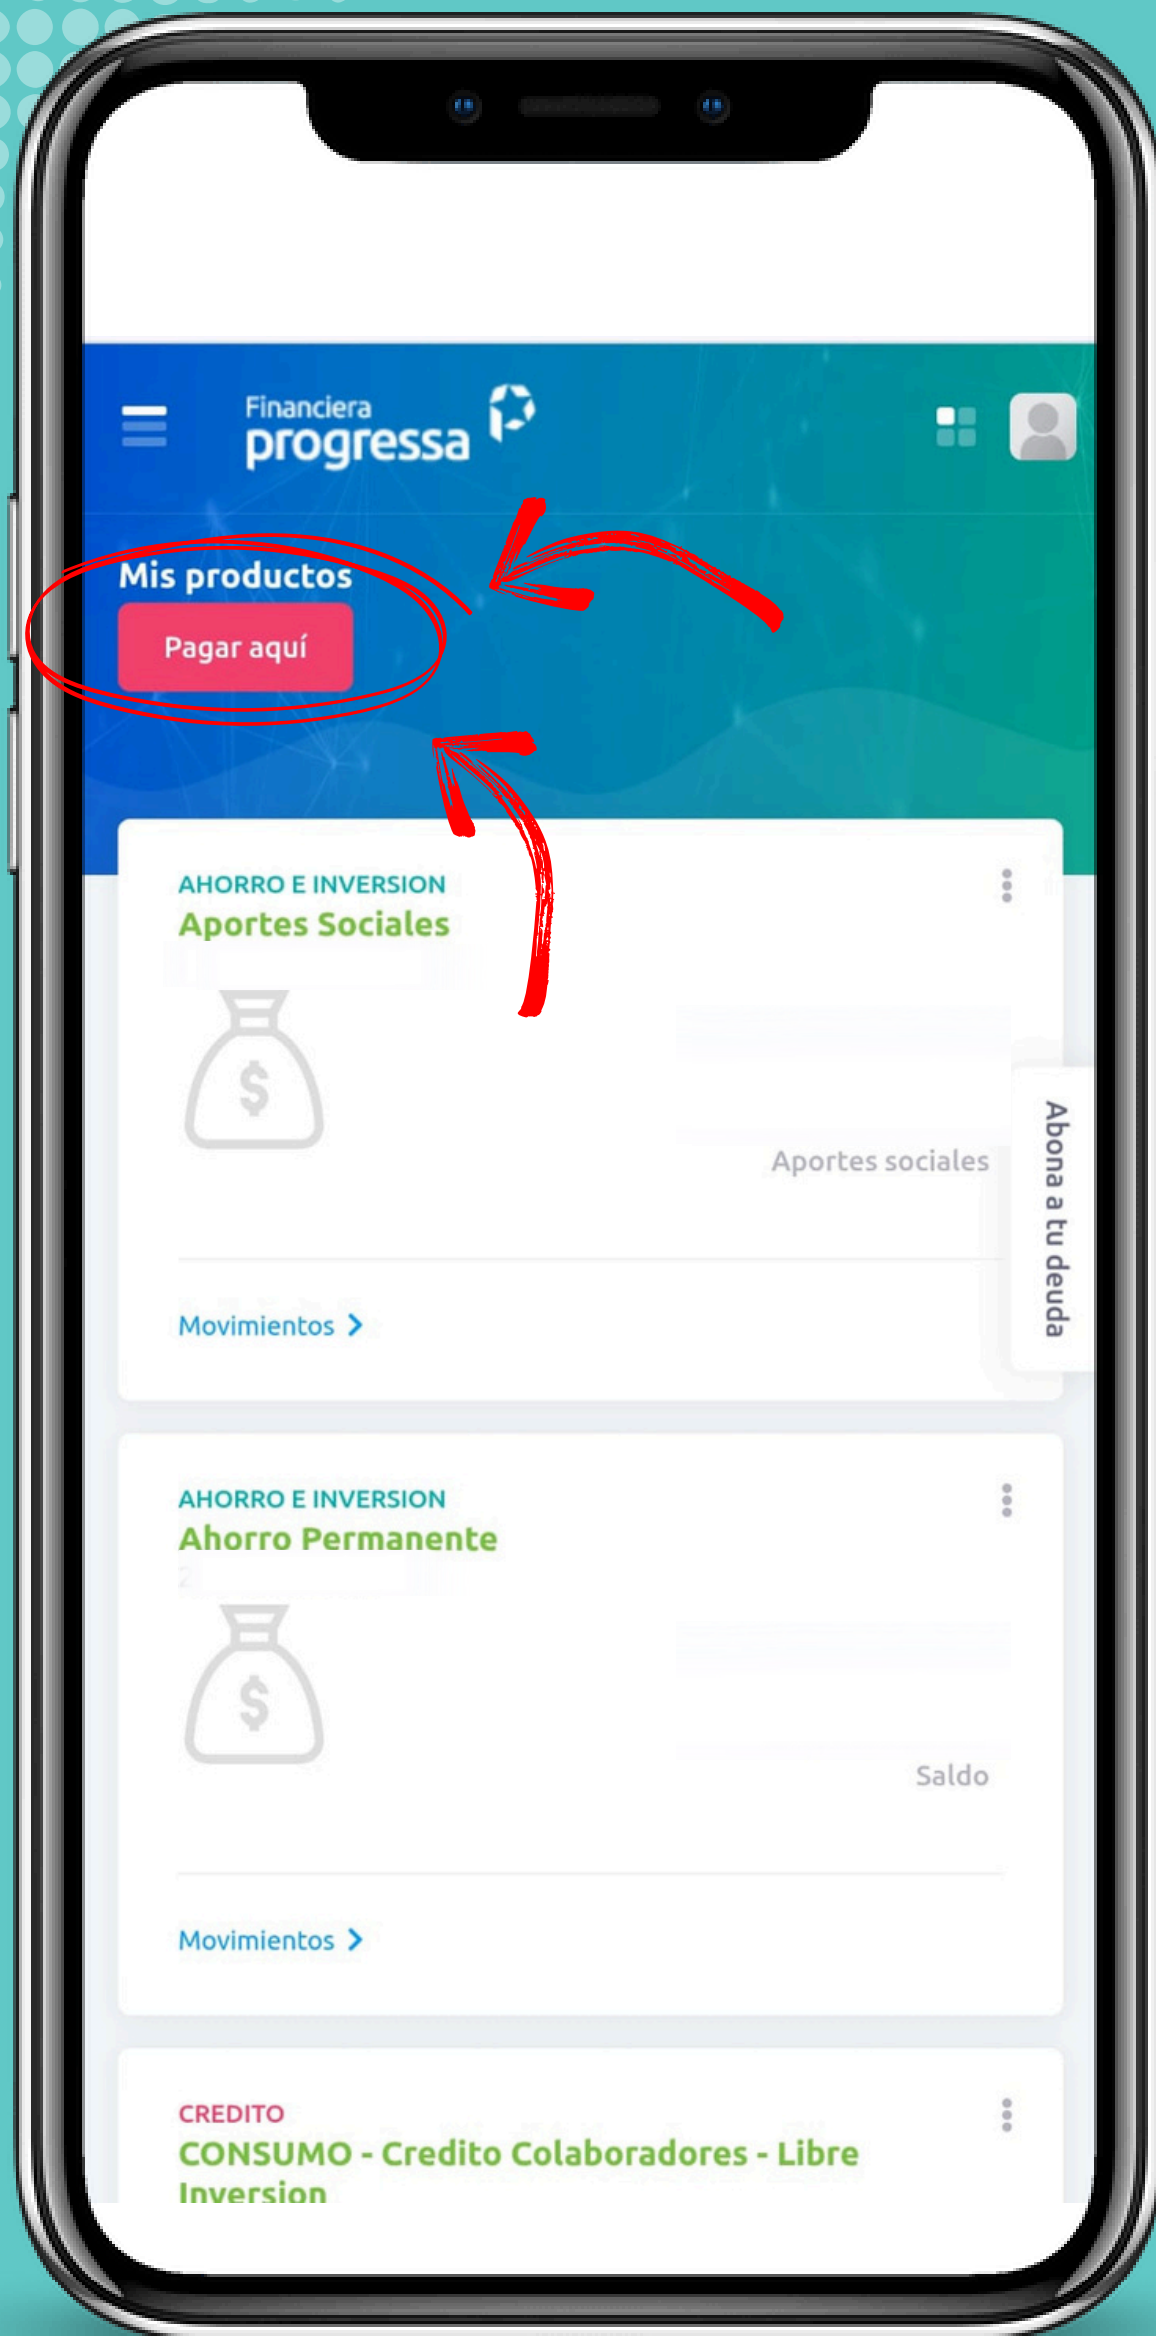 Financiera
progressa
Mis productos
Pagar aquí
AHORRO E INVERSION
Aportes Sociales
$
Aportes sociales
Abona a tu deuda
Movimientos
AHORRO E INVERSION
Ahorro Permanente
$
Saldo
Movimientos
CREDITO
CONSUMO - Credito Colaboradores - Libre
Inversion